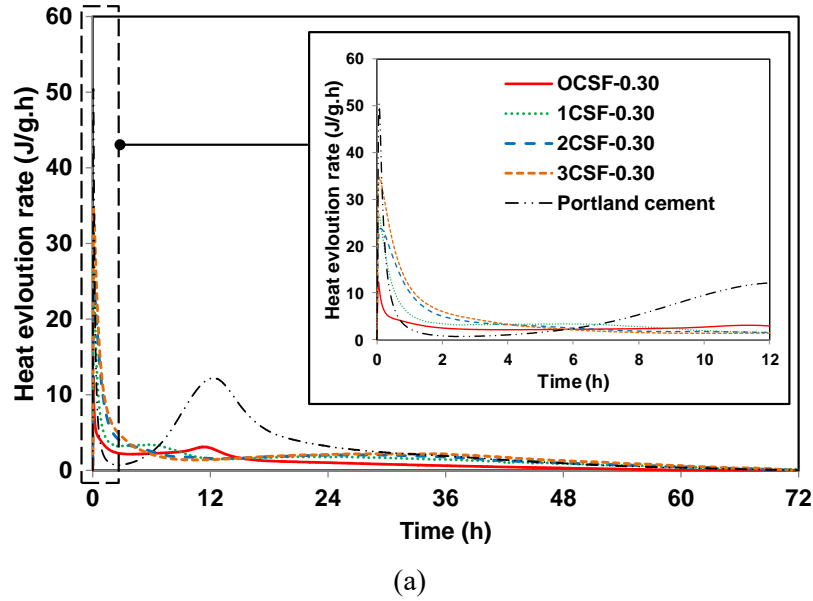 60
50
40
30
20
10
0
Heat evloution rate (J/g.h)
0 12 24 36 48 60 72
Time (h)
60
50
40
30
20
10
0
Heat evloution rate (J/g.h)
OCSF-0.30
1CSF-0.30
2CSF-0.30
3CSF-0.30
Portland cement
0 2 4 6 8 10 12
Time (h)
(a)